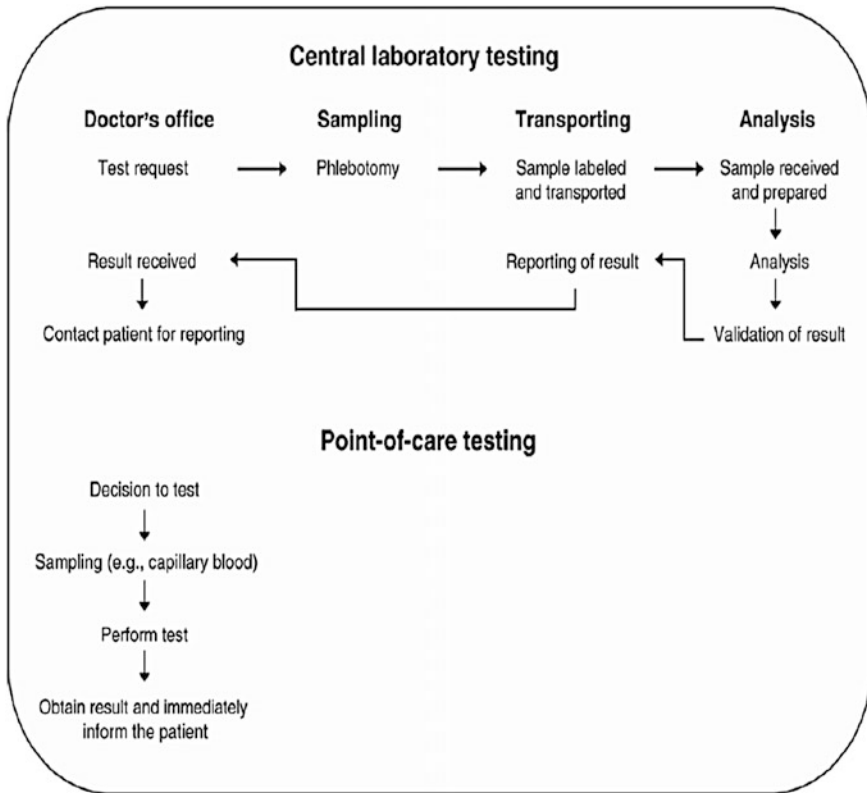 Central laboratory testing
Doctor's office Sampling Transporting Analysis
Test request Phlebotomy Sample labeled Sample received
and transported and prepared
Result received Reporting of result Analysis
Contact patient for reporting Validation of result
Point-of-care testing
Decision to test
Sampling (e.g., capillary blood)
Perform test
Obtain result and immediately
inform the patient